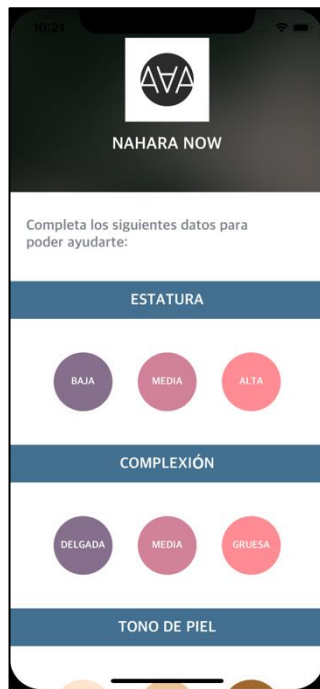 10:21
NAHARA NOW
Completa los siguientes datos para
poder ayudarte:
ESTATURA
BAJA MEDIA ALTA
COMPLEXIÓN
DELGADA MEDIA GRUESA
TONO DE PIEL